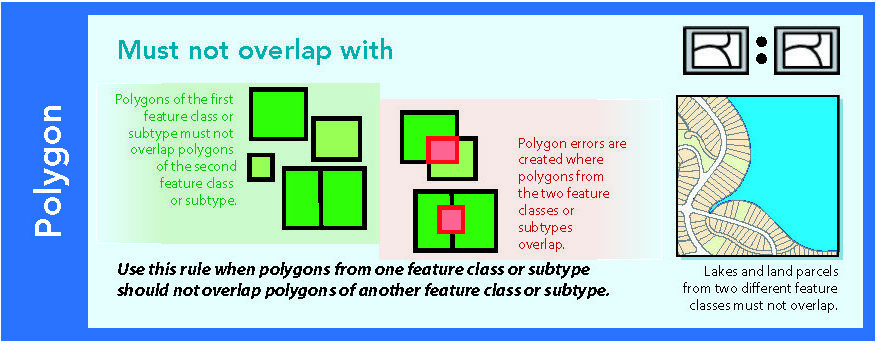 Polygon
Must not overlap with
Polygons of the first
feature class or
subtype must not
overlap polygons
of the second
feature class
or subtype.
Polygon errors are
created where
polygons from
the two feature
classes or
subtypes
overlap.
Use this rule when polygons from one feature class or subtype
should not overlap polygons of another feature class or subtype.
Lakes and land parcels
from two different feature
classes must not overlap.